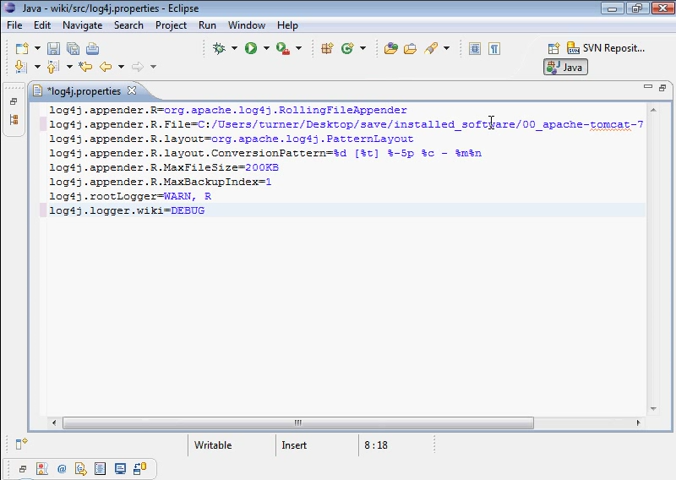 Java - wiki/src/log4j.properties - Eclipse
File Edit Navigate Search Project Run Window Help
SVN Reposit...
Java
*log4j.properties
log4j.appender.R=org.apache.log4j.RollingFileAppender
log4j.appender.R.File=C:/Users/turner/Desktop/save/installed_software/00_apache-tomcat-7
log4j.appender.R.layout=org.apache.log4j.PatternLayout
log4j.appender.R.layout.ConversionPattern=%d [%t] %-5p %c - %m%n
log4j.appender.R.MaxFileSize=200KB
log4j.appender.R.MaxBackupIndex=1
log4j.rootLogger=WARN, R
log4j.logger.wiki=DEBUG
Writable Insert 8 : 18